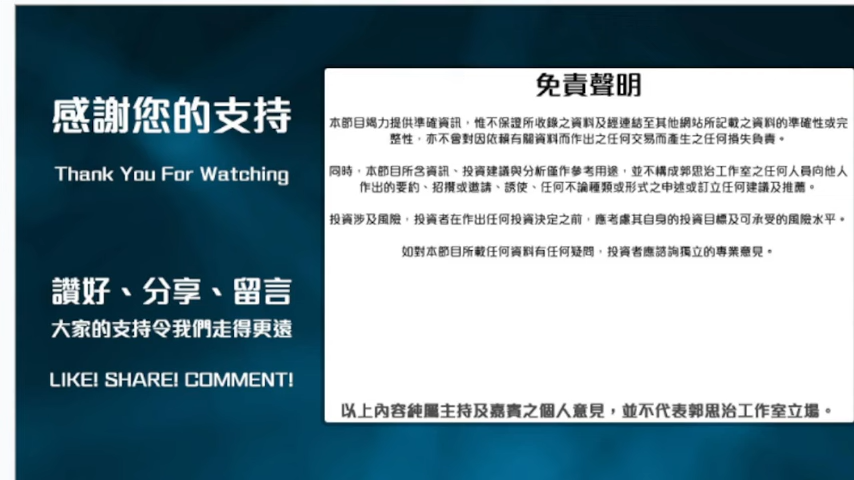 感謝您的支持
Thank You For Watching
讚好、分享、留言
大家的支持令我們走得更遠
LIKE! SHARE! COMMENT!
免責聲明
本節目竭力提供準確資訊，惟不保證所收錄之資料及經連結至其他網站所記載之資料的準確性或完
整性，亦不會對因依賴有關資料而作出之任何交易而產生之任何損失負責。
同時，本節目所含資訊、投資建議與分析僅作參考用途，並不構成郭思治工作室之任何人員向他人
作出的要約、招攬或邀請、誘使、任何不論種類或形式之申述或訂立任何建議及推薦。
投資涉及風險，投資者在作出任何投資決定之前，應考慮其自身的投資目標及可承受的風險水平。
如對本節目所載任何資料有任何疑問，投資者應諮詢獨立的專業意見。
以上內容純屬主持及嘉賓之個人意見，並不代表郭思治工作室立場。